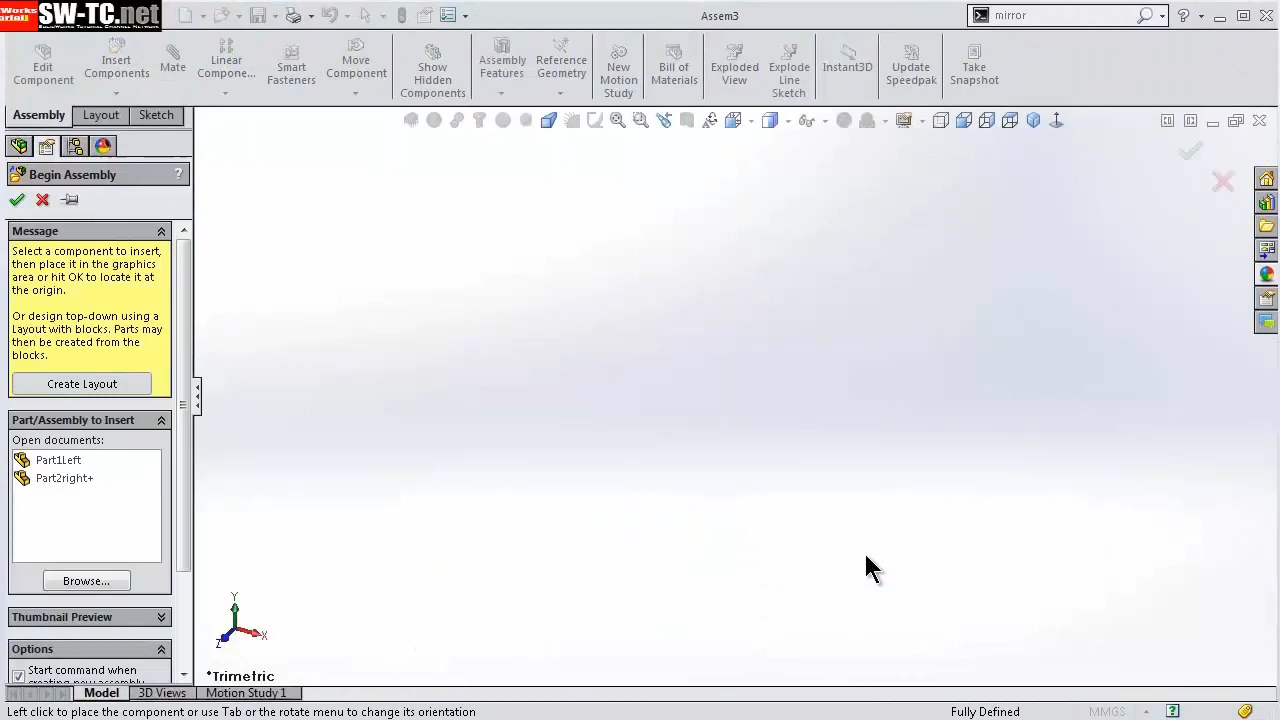 Works
SW-TC.net
Assem3
mirror
Edit Component
Insert Components
Mate
Linear Compone...
Smart Fasteners
Move Component
Show Hidden Components
Assembly Features
Reference Geometry
New Motion Study
Bill of Materials
Exploded View
Explode Line Sketch
Instant3D
Update Speedpak
Take Snapshot
Assembly
Layout
Sketch
Begin Assembly
?
Message
Select a component to insert,
then place it in the graphics
area or hit OK to locate it at
the origin.
Or design top-down using a
Layout with blocks. Parts may
then be created from the
blocks.
Create Layout
Part/Assembly to Insert
Open documents:
Part1Left
Part2right+
Browse...
Thumbnail Preview
Options
Start command when
creating new assembly
Y
X
Z
*Trimetric
Model
3D Views
Motion Study 1
Left click to place the component or use Tab or the rotate menu to change its orientation
Fully Defined
MMGS